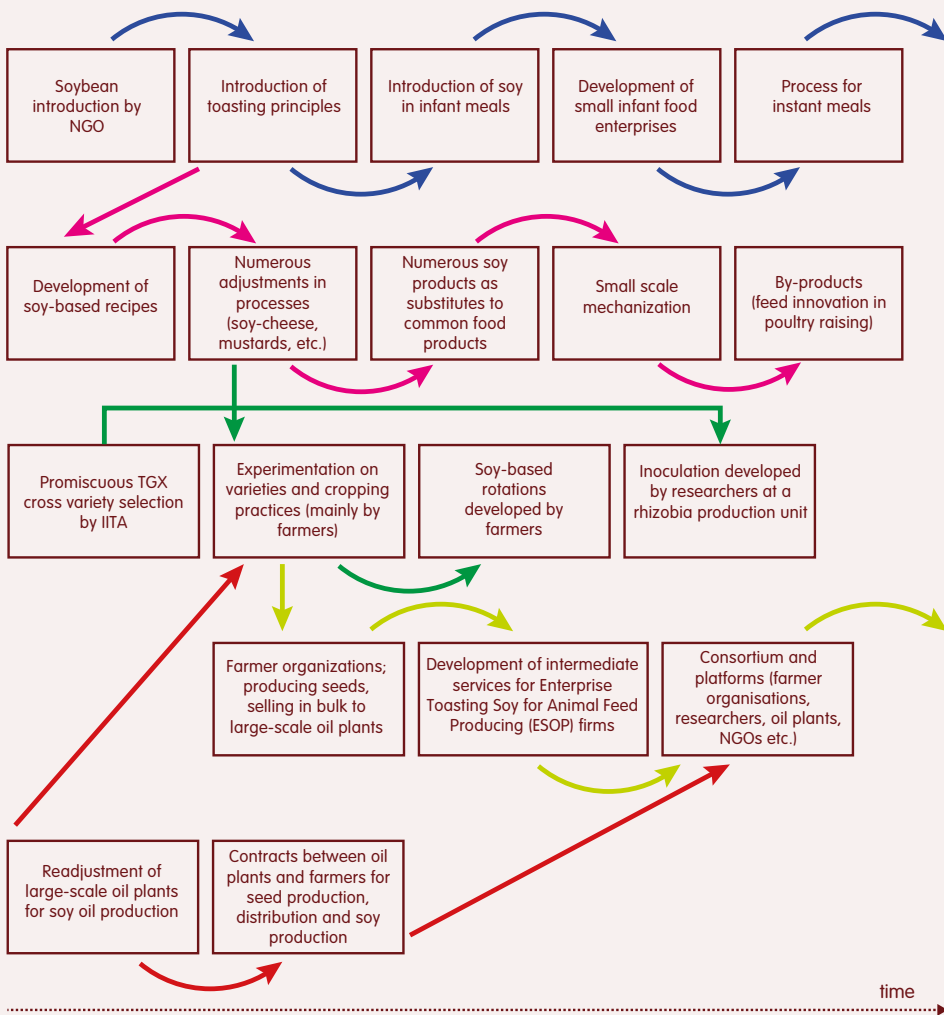 Soybean
introduction by
NGO
Introduction of
toasting principles
Introduction of soy
in infant meals
Development of
small infant food
enterprises
Process for
instant meals
Development of
soy-based recipes
Numerous
adjustments in
processes
(soy-cheese,
mustards, etc.)
Numerous soy
products as
substitutes to
common food
products
Small scale
mechanization
By-products
(feed innovation in
poultry raising)
Promiscuous TGX
cross variety selection
by IITA
Experimentation on
varieties and cropping
practices (mainly by
farmers)
Soy-based
rotations
developed by
farmers
Inoculation developed
by researchers at a
rhizobia production unit
Farmer organizations;
producing seeds,
selling in bulk to
large-scale oil plants
Development of intermediate
services for Enterprise
Toasting Soy for Animal Feed
Producing (ESOP) firms
Consortium and
platforms (farmer
organisations,
researchers, oil plants,
NGOs etc.)
Readjustment of
large-scale oil plants
for soy oil production
Contracts between oil
plants and farmers for
seed production,
distribution and soy
production
time